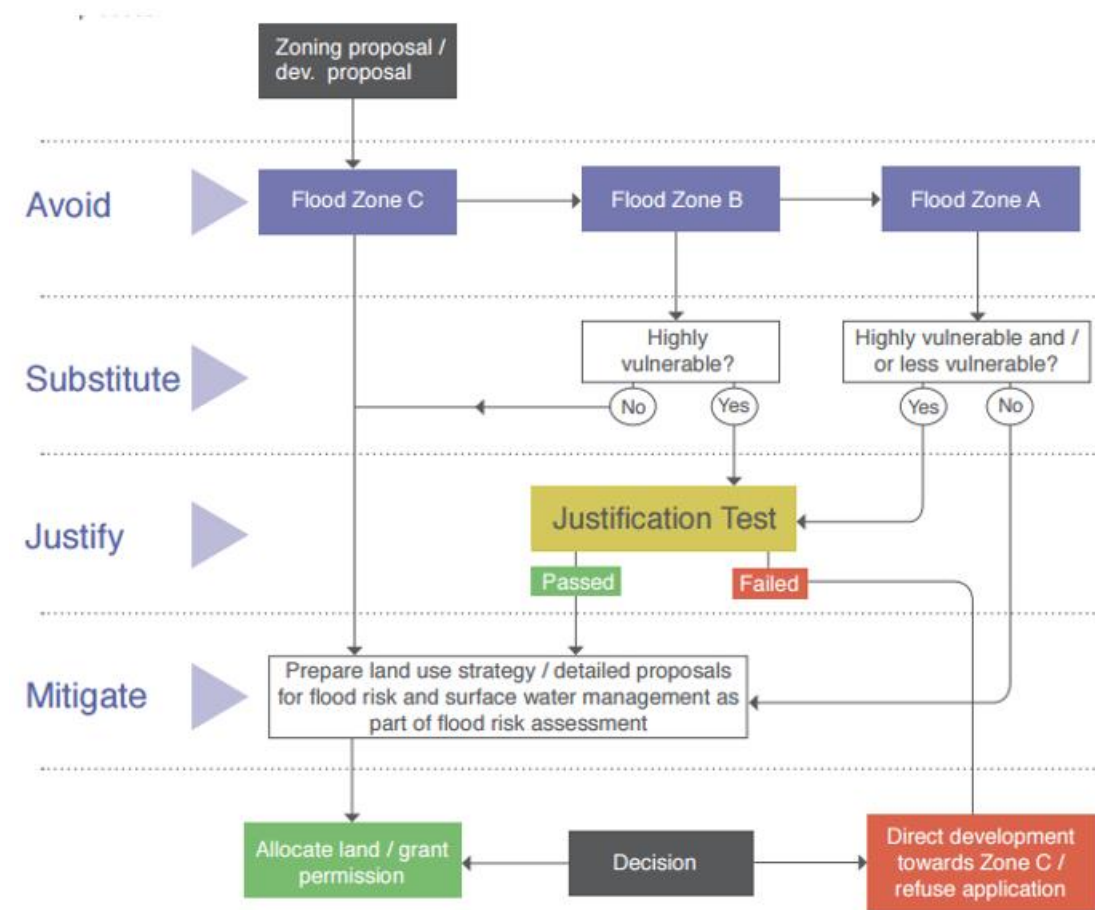 Zoning proposal /
dev. proposal
Avoid
Flood Zone C
Flood Zone B
Flood Zone A
Substitute
Highly
vulnerable?
Highly vulnerable and /
or less vulnerable?
No
Yes
Yes
No
Justify
Justification Test
Passed
Failed
Mitigate
Prepare land use strategy / detailed proposals
for flood risk and surface water management as
part of flood risk assessment
Allocate land / grant
permission
Decision
Direct development
towards Zone C /
refuse application